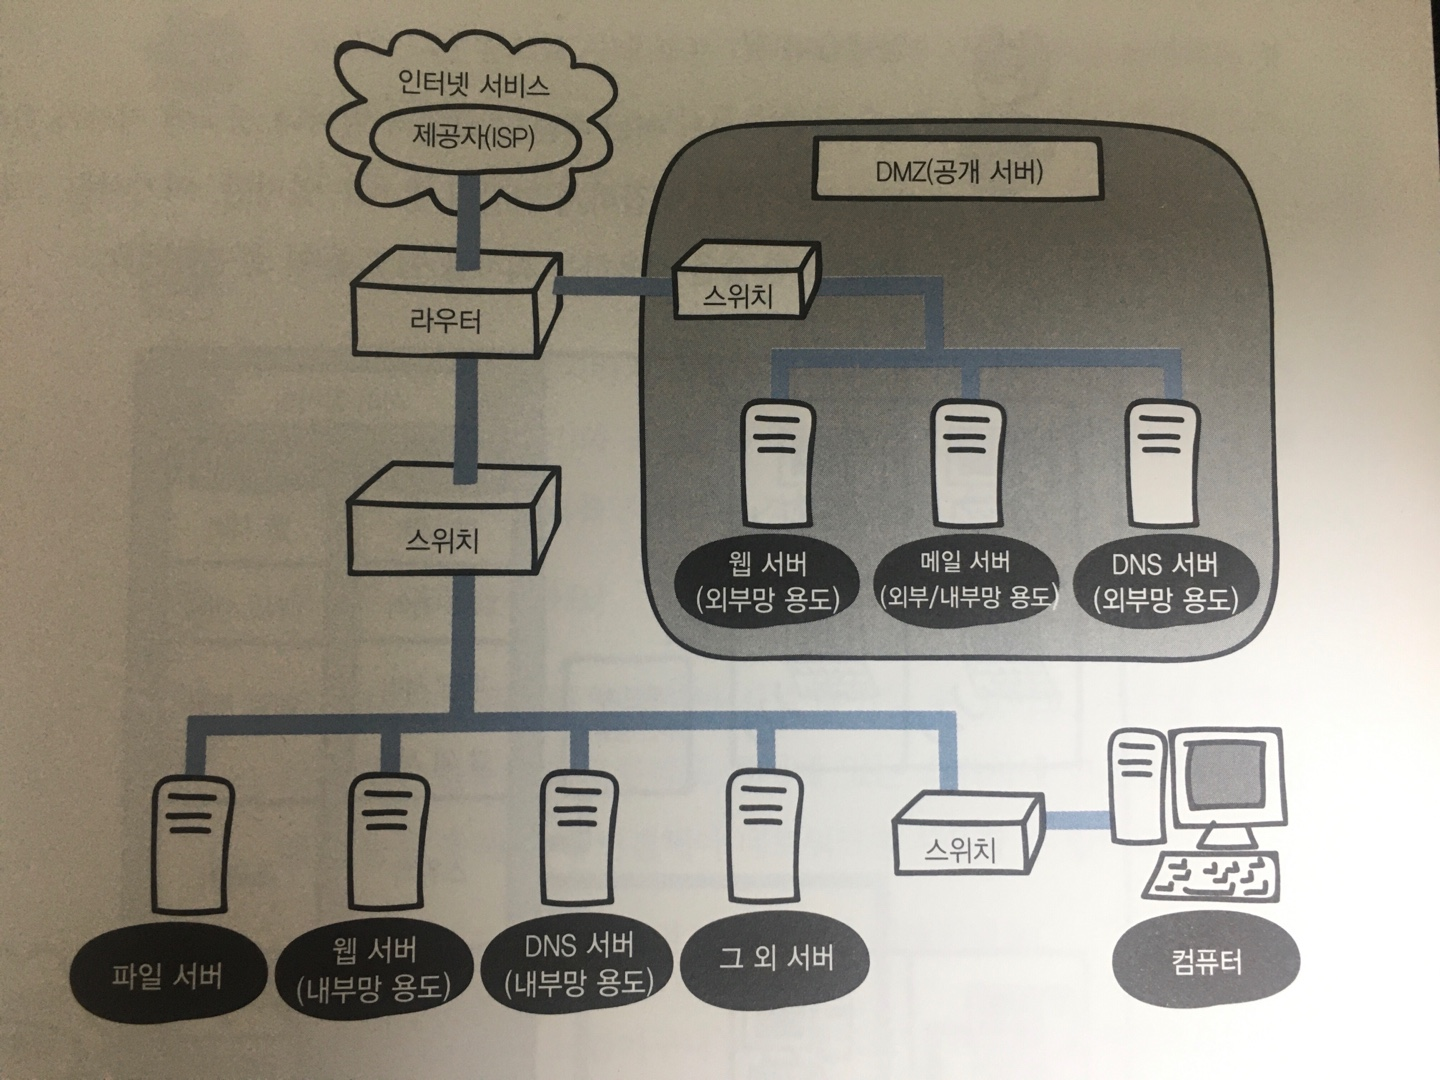 인터넷 서비스
제공자(ISP)
DMZ(공개 서버)
라우터
스위치
웹 서버
(외부망 용도)
메일 서버
(외부/내부망 용도)
DNS 서버
(외부망 용도)
스위치
파일 서버
웹 서버
(내부망 용도)
DNS 서버
(내부망 용도)
그 외 서버
스위치
컴퓨터